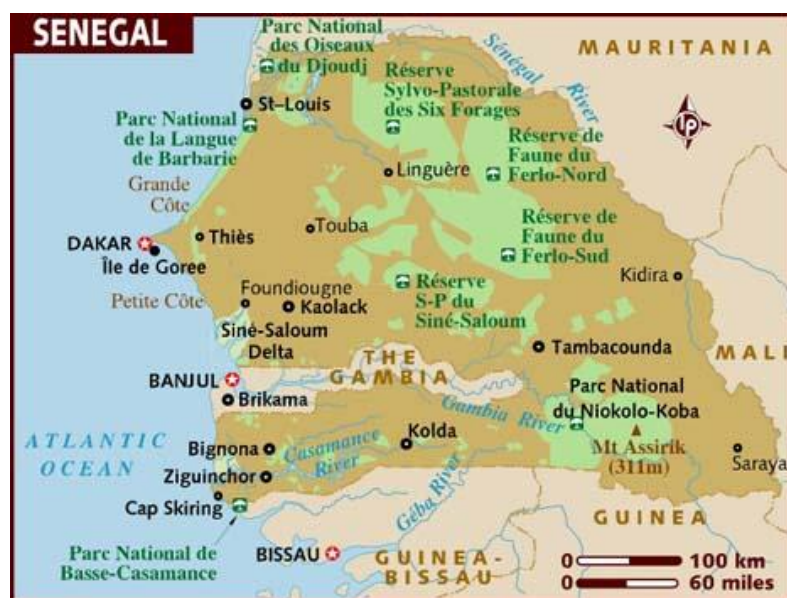 SENEGAL
Parc National
des Oiseaux
du Djoudj
Sénégal
River
MAURITANIA
Réserve
Sylvo-Pastorale
des Six Forages
St-Louis
Parc National
de la Langue
de Barbarie
lP
Réserve de
Faune du
Ferlo-Nord
Linguère
Grande
Côte
Touba
Thiès
DAKAR
Île de Goree
Réserve de
Faune du
Ferlo-Sud
Kidira
Petite Côte
Foundiougne
Kaolack
Réserve
S-P du
Siné-Saloum
Siné-Saloum
Delta
THE
GAMBIA
Tambacounda
MALI
BANJUL
Brikama
Parc National
du Niokolo-Koba
Gambia River
Mt Assirik
(311m)
ATLANTIC
OCEAN
Bignona
Casamance
River
Kolda
Saraya
Ziguinchor
Cap Skiring
Géba River
GUINEA
Parc National de
Basse-Casamance
BISSAU
GUINEA-
BISSAU
0 100 km
0 60 miles